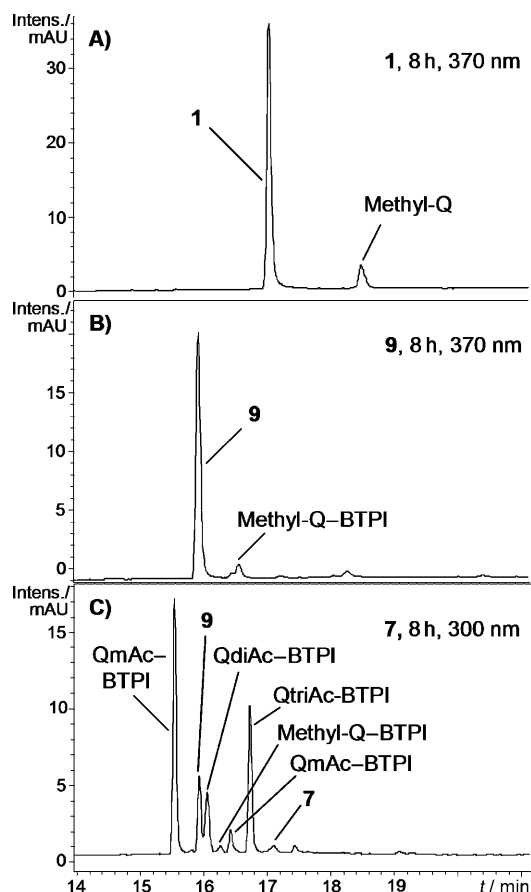 Intens./
mAU
A)
1, 8 h, 370 nm
30
1
20
Methyl-Q
10
0
Intens./
mAU
B)
9, 8 h, 370 nm
15
9
10
Methyl-Q–BTPI
5
0
Intens./
mAU
C)
7, 8h, 300 nm
15
9
QmAc–
BTPI
QdiAc–BTPI
QtriAc-BTPI
10
Methyl-Q–BTPI
QmAc–BTPI
5
7
0
14 15 16 17 18 19 t / min